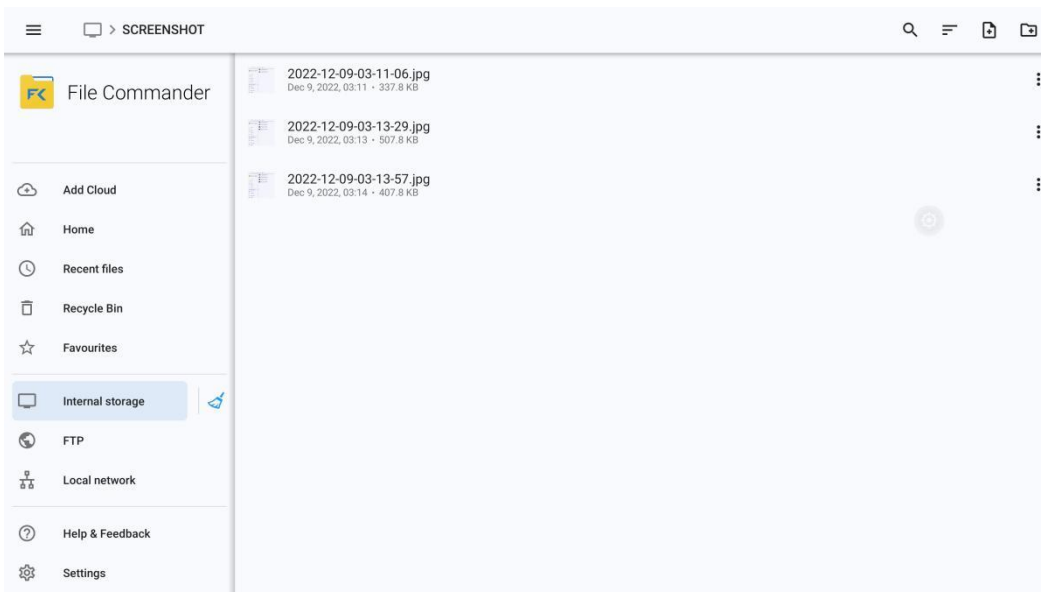 SCREENSHOT
File Commander
Add Cloud
Home
Recent files
Recycle Bin
Favourites
Internal storage
FTP
Local network
Help & Feedback
Settings
2022-12-09-03-11-06.jpg
Dec 9, 2022, 03:11 • 337.8 KB
2022-12-09-03-13-29.jpg
Dec 9, 2022, 03:13 • 507.8 KB
2022-12-09-03-13-57.jpg
Dec 9, 2022, 03:14 • 407.8 KB